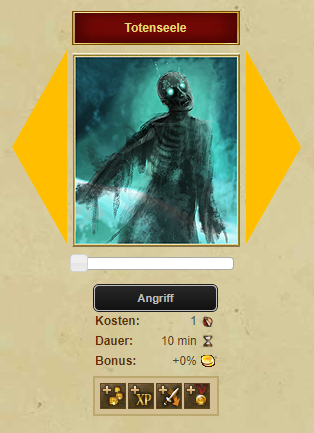 Totenseele
Angriff
Kosten: 1
Dauer: 10 min
Bonus: +0%
+ + XP + +